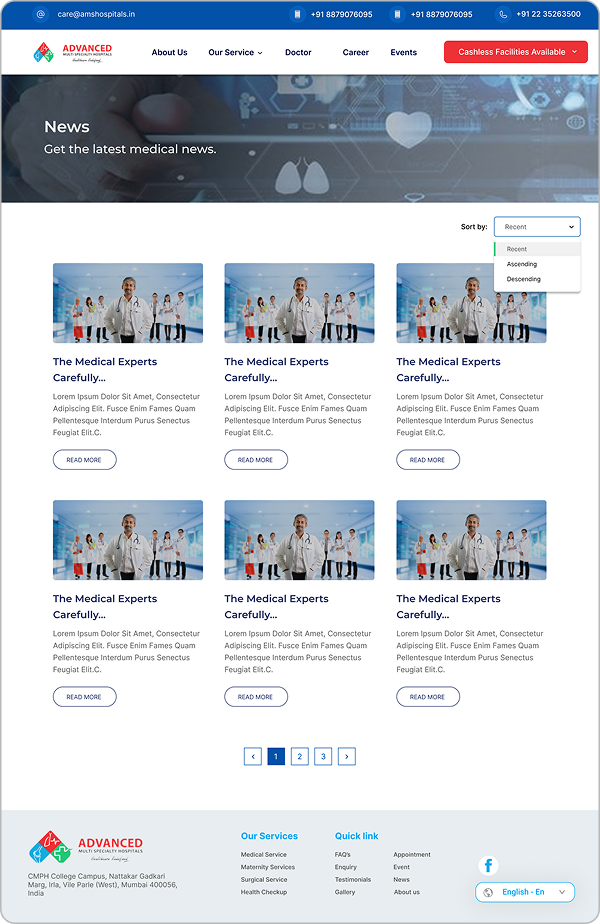 care@amshospitals.in
+91 8879076095
+91 8879076095
+91 22 35263500
ADVANCED
MULTI SPECIALTY HOSPITALS
Healthcare Simplified
About Us
Our Service
Doctor
Career
Events
Cashless Facilities Available
News
Get the latest medical news.
Sort by:
Recent
Recent
Ascending
Descending
The Medical Experts
Carefully...
Lorem Ipsum Dolor Sit Amet, Consectetur
Adipiscing Elit. Fusce Enim Fames Quam
Pellentesque Interdum Purus Senectus
Feugiat Elit.C.
READ MORE
The Medical Experts
Carefully...
Lorem Ipsum Dolor Sit Amet, Consectetur
Adipiscing Elit. Fusce Enim Fames Quam
Pellentesque Interdum Purus Senectus
Feugiat Elit.C.
READ MORE
The Medical Experts
Carefully...
Lorem Ipsum Dolor Sit Amet, Consectetur
Adipiscing Elit. Fusce Enim Fames Quam
Pellentesque Interdum Purus Senectus
Feugiat Elit.C.
READ MORE
The Medical Experts
Carefully...
Lorem Ipsum Dolor Sit Amet, Consectetur
Adipiscing Elit. Fusce Enim Fames Quam
Pellentesque Interdum Purus Senectus
Feugiat Elit.C.
READ MORE
The Medical Experts
Carefully...
Lorem Ipsum Dolor Sit Amet, Consectetur
Adipiscing Elit. Fusce Enim Fames Quam
Pellentesque Interdum Purus Senectus
Feugiat Elit.C.
READ MORE
The Medical Experts
Carefully...
Lorem Ipsum Dolor Sit Amet, Consectetur
Adipiscing Elit. Fusce Enim Fames Quam
Pellentesque Interdum Purus Senectus
Feugiat Elit.C.
READ MORE
1
2
3
ADVANCED
MULTI SPECIALTY HOSPITALS
Healthcare Simplified
CMPH College Campus, Nattakar Gadkari
Marg, Irla, Vile Parle (West), Mumbai 400056,
India
Our Services
Medical Service
Maternity Services
Surgical Service
Health Checkup
Quick link
FAQ's
Enquiry
Testimonials
Gallery
Appointment
Event
News
About us
English - En